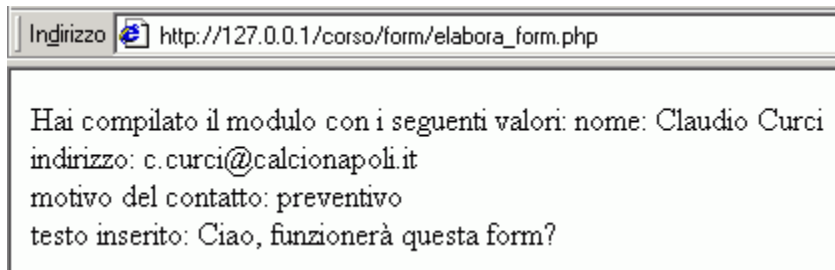 Indirizzo http://127.0.0.1/corso/form/elabora_form.php
Hai compilato il modulo con i seguenti valori: nome: Claudio Curci
indirizzo: c.curci@calcionapoli.it
motivo del contatto: preventivo
testo inserito: Ciao, funzionerà questa form?